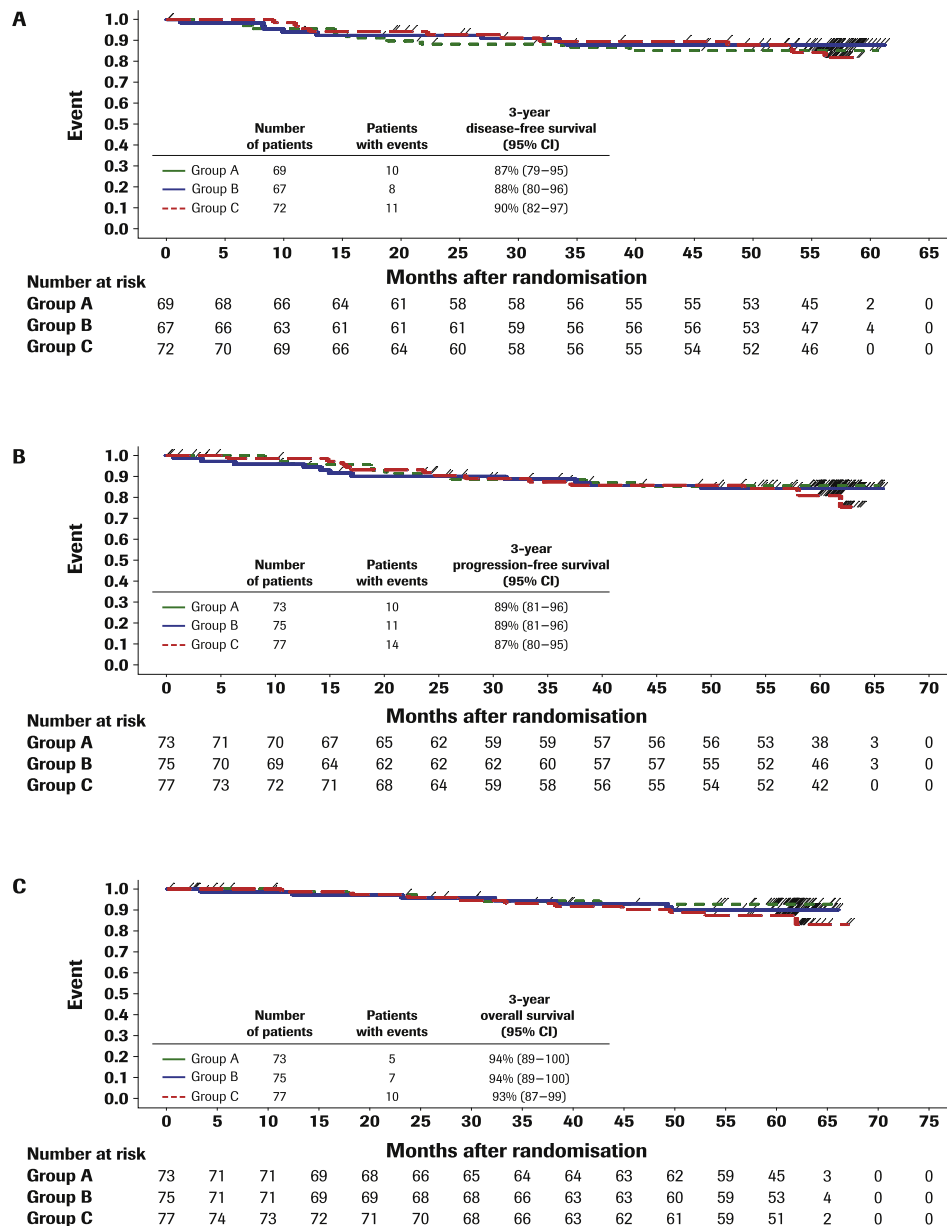 A
1.0
0.9
0.8
0.7
0.6
0.5
0.4
0.3
0.2
0.1
0.0
Event
3-year
Number Patients disease-free survival
of patients with events (95% CI)
Group A 69 10 87% (79–95)
Group B 67 8 88% (80–96)
Group C 72 11 90% (82–97)
0 5 10 15 20 25 30 35 40 45 50 55 60 65
Months after randomisation
Number at risk
Group A 69 68 66 64 61 58 58 56 55 55 53 45 2 0
Group B 67 66 63 61 61 61 59 56 56 56 53 47 4 0
Group C 72 70 69 66 64 60 58 56 55 54 52 46 0 0
B
1.0
0.9
0.8
0.7
0.6
0.5
0.4
0.3
0.2
0.1
0.0
Event
3-year
Number Patients progression-free survival
of patients with events (95% CI)
Group A 73 10 89% (81–96)
Group B 75 11 89% (81–96)
Group C 77 14 87% (80–95)
0 5 10 15 20 25 30 35 40 45 50 55 60 65 70
Months after randomisation
Number at risk
Group A 73 71 70 67 65 62 59 59 57 56 56 53 38 3 0
Group B 75 70 69 64 62 62 62 60 57 57 55 52 46 3 0
Group C 77 73 72 71 68 64 59 58 56 55 54 52 42 0 0
C
1.0
0.9
0.8
0.7
0.6
0.5
0.4
0.3
0.2
0.1
0.0
Event
3-year
Number Patients overall survival
of patients with events (95% CI)
Group A 73 5 94% (89–100)
Group B 75 7 94% (89–100)
Group C 77 10 93% (87–99)
0 5 10 15 20 25 30 35 40 45 50 55 60 65 70 75
Months after randomisation
Number at risk
Group A 73 71 71 69 68 66 65 64 64 63 62 59 45 3 0 0
Group B 75 71 71 69 69 68 68 66 63 63 60 59 53 4 0 0
Group C 77 74 73 72 71 70 68 66 63 62 61 59 51 2 0 0